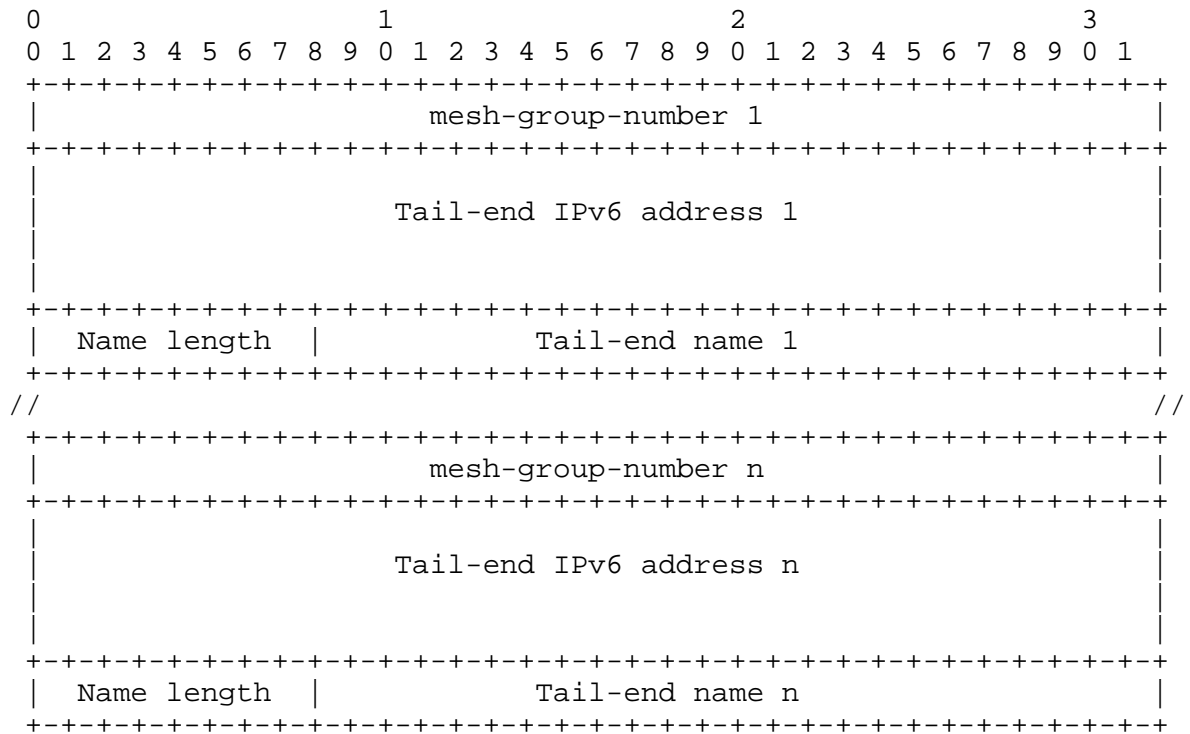 0                   1                   2                   3
 0 1 2 3 4 5 6 7 8 9 0 1 2 3 4 5 6 7 8 9 0 1 2 3 4 5 6 7 8 9 0 1
 +-+-+-+-+-+-+-+-+-+-+-+-+-+-+-+-+-+-+-+-+-+-+-+-+-+-+-+-+-+-+-+-+
 |                      mesh-group-number 1                      |
 +-+-+-+-+-+-+-+-+-+-+-+-+-+-+-+-+-+-+-+-+-+-+-+-+-+-+-+-+-+-+-+-+
 |                                                               |
 |                    Tail-end IPv6 address 1                    |
 |                                                               |
 |                                                               |
 +-+-+-+-+-+-+-+-+-+-+-+-+-+-+-+-+-+-+-+-+-+-+-+-+-+-+-+-+-+-+-+-+
 |  Name length  |            Tail-end name 1                    |
 +-+-+-+-+-+-+-+-+-+-+-+-+-+-+-+-+-+-+-+-+-+-+-+-+-+-+-+-+-+-+-+-+
//                                                               //
 +-+-+-+-+-+-+-+-+-+-+-+-+-+-+-+-+-+-+-+-+-+-+-+-+-+-+-+-+-+-+-+-+
 |                      mesh-group-number n                      |
 +-+-+-+-+-+-+-+-+-+-+-+-+-+-+-+-+-+-+-+-+-+-+-+-+-+-+-+-+-+-+-+-+
 |                                                               |
 |                    Tail-end IPv6 address n                    |
 |                                                               |
 |                                                               |
 +-+-+-+-+-+-+-+-+-+-+-+-+-+-+-+-+-+-+-+-+-+-+-+-+-+-+-+-+-+-+-+-+
 |  Name length  |            Tail-end name n                    |
 +-+-+-+-+-+-+-+-+-+-+-+-+-+-+-+-+-+-+-+-+-+-+-+-+-+-+-+-+-+-+-+-+